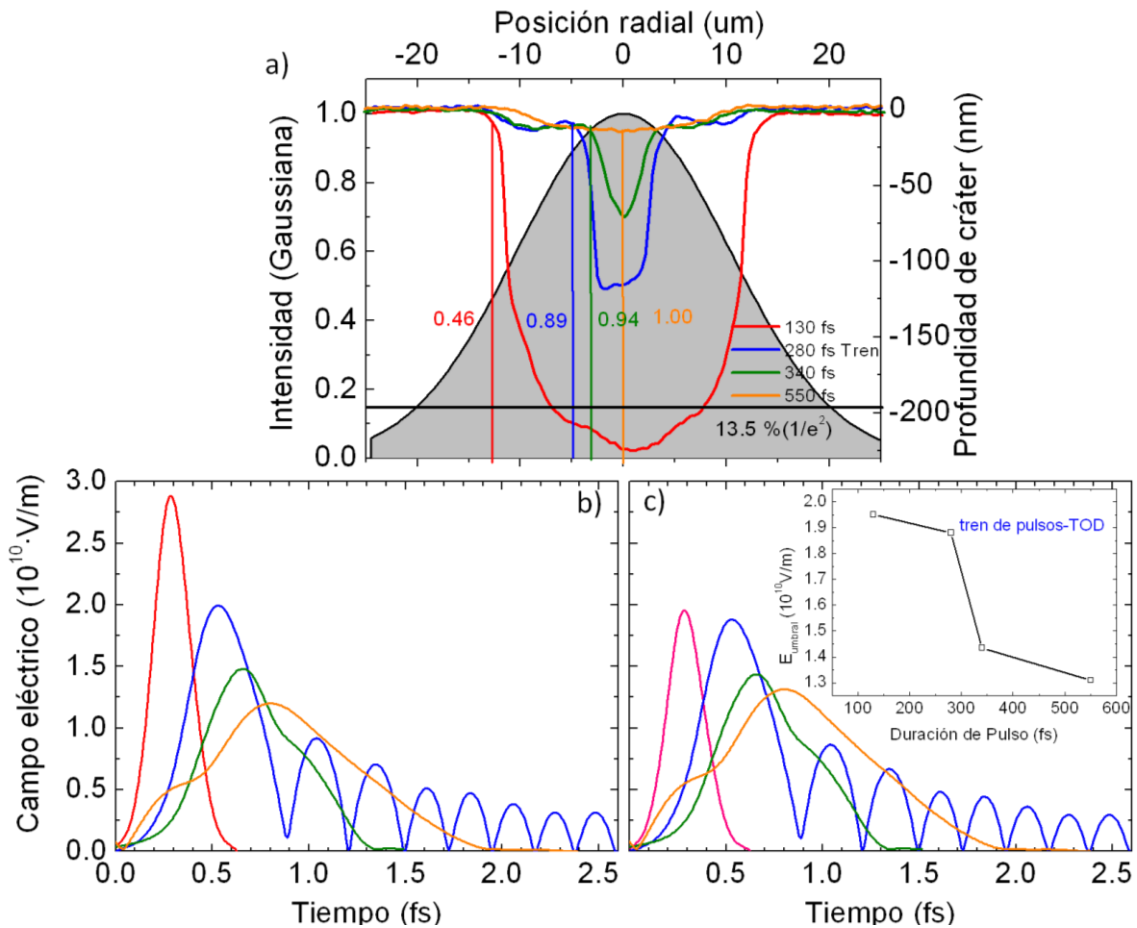 Posición radial (um)
-20 -10 0 10 20
a)
Intensidad (Gaussiana)
1.0
0.8
0.6
0.4
0.2
0.0
0
-50
-100
-150
-200
Profundidad de cráter (nm)
0.46
0.89
0.94
1.00
130 fs
280 fs Tren
340 fs
550 fs
13.5 %(1/e²)
b)
Campo eléctrico (10¹⁰·V/m)
3.0
2.5
2.0
1.5
1.0
0.5
0.0
0.0 0.5 1.0 1.5 2.0 2.5
Tiempo (fs)
c)
tren de pulsos-TOD
E_umbral (10¹⁰V/m)
2.0
1.9
1.8
1.7
1.6
1.5
1.4
1.3
100 200 300 400 500 600
Duración de Pulso (fs)
0.5 1.0 1.5 2.0 2.5
Tiempo (fs)